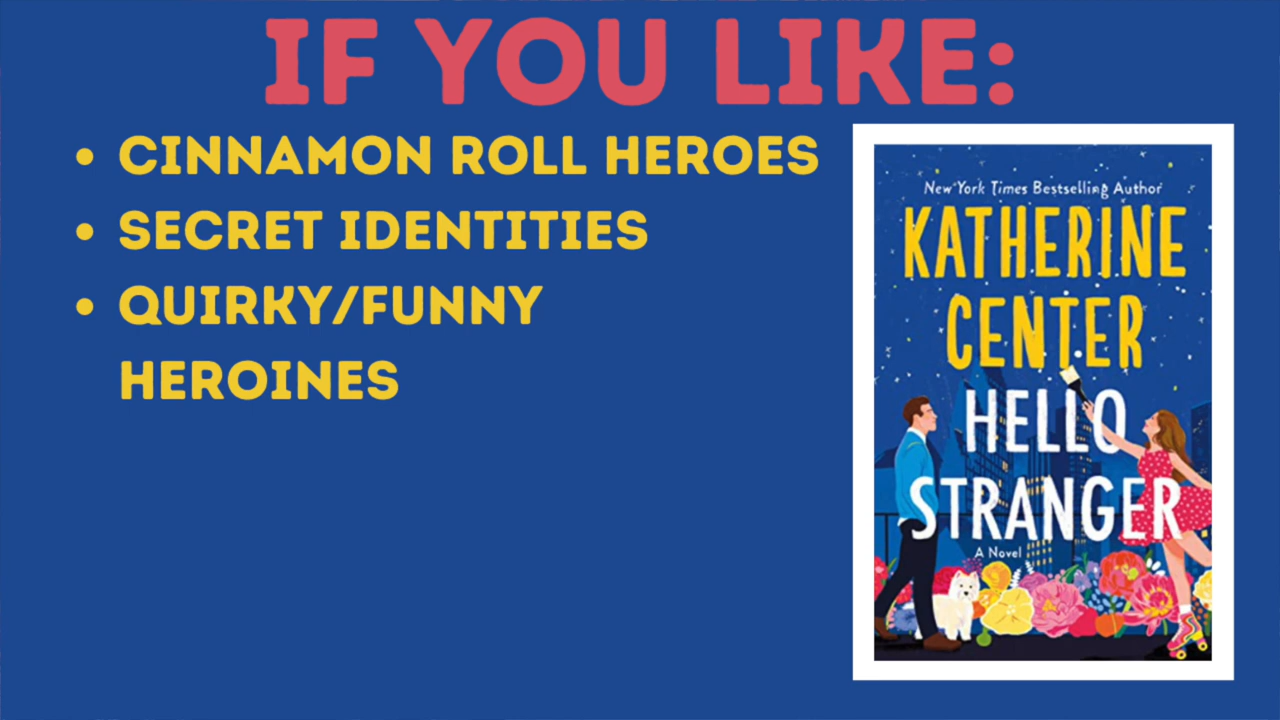 IF YOU LIKE:
• CINNAMON ROLL HEROES
• SECRET IDENTITIES
• QUIRKY/FUNNY
HEROINES
New York Times Bestselling Author
KATHERINE
CENTER
HELLO
STRANGER
A Novel